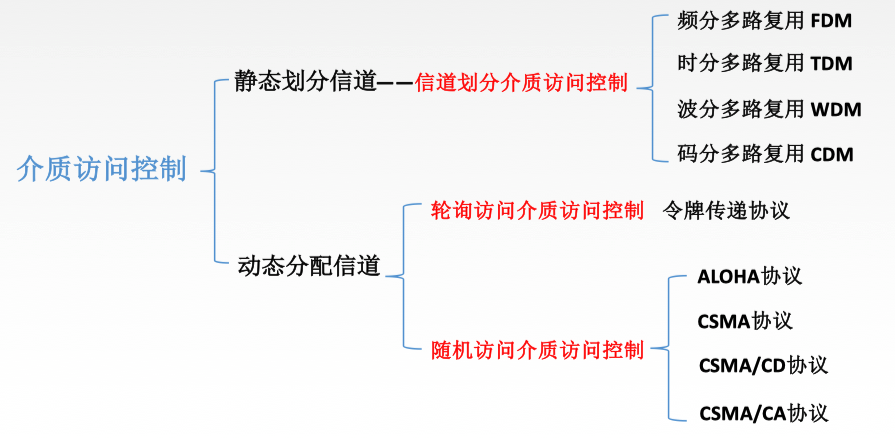 介质访问控制
静态划分信道——信道划分介质访问控制
频分多路复用 FDM
时分多路复用 TDM
波分多路复用 WDM
码分多路复用 CDM
动态分配信道
轮询访问介质访问控制 令牌传递协议
随机访问介质访问控制
ALOHA协议
CSMA协议
CSMA/CD协议
CSMA/CA协议